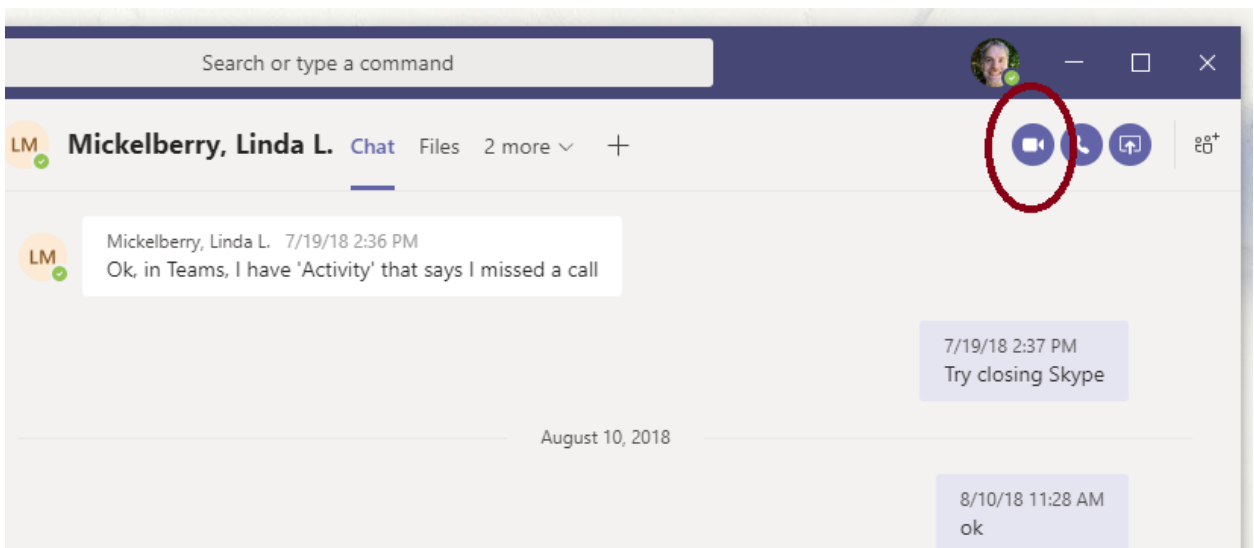 Search or type a command
LM Mickelberry, Linda L. Chat Files 2 more
LM
Mickelberry, Linda L. 7/19/18 2:36 PM
Ok, in Teams, I have 'Activity' that says I missed a call
7/19/18 2:37 PM
Try closing Skype
August 10, 2018
8/10/18 11:28 AM
ok